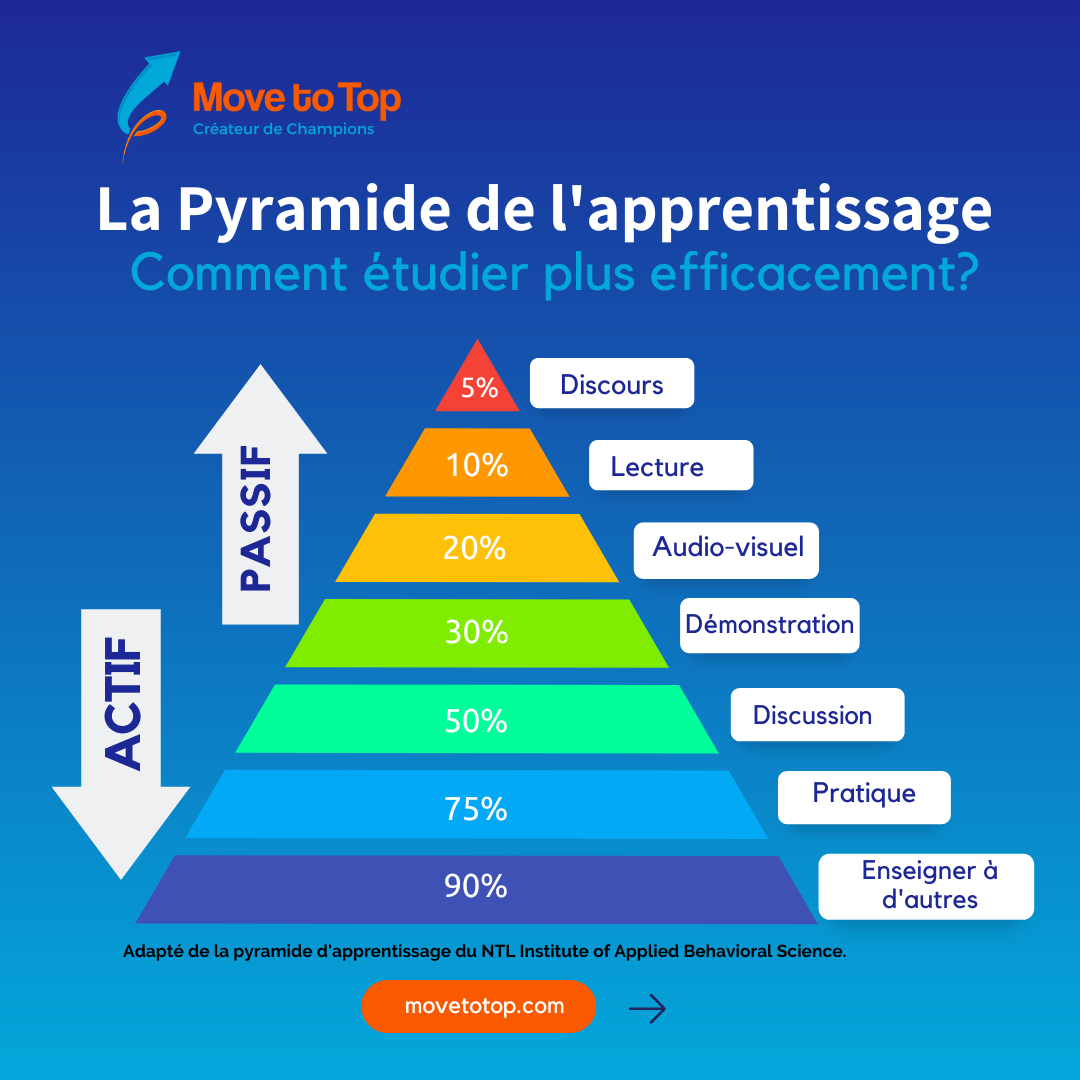 Move to Top
Créateur de Champions
La Pyramide de l'apprentissage
Comment étudier plus efficacement?
5%
Discours
10%
Lecture
20%
Audio-visuel
PASSIF
30%
Démonstration
ACTIF
50%
Discussion
75%
Pratique
90%
Enseigner à
d'autres
Adapté de la pyramide d'apprentissage du NTL Institute of Applied Behavioral Science.
movetotop.com